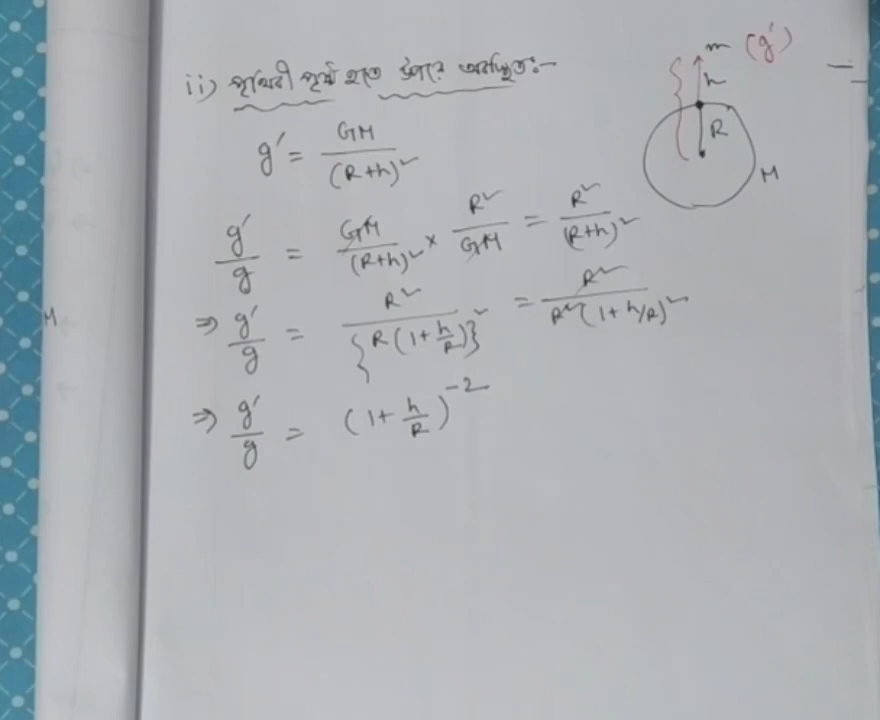 ii) পৃথিবী পৃষ্ঠ হতে উপরে অবস্থিত:-
m (g')
h
R
M
g' = GM/(R+h)²
g'/g = GM/(R+h)² × R²/GM = R²/(R+h)²
⇒ g'/g = R²/{R(1+h/R)}² = R²/R²(1+h/R)²
⇒ g'/g = (1+h/R)⁻²
M